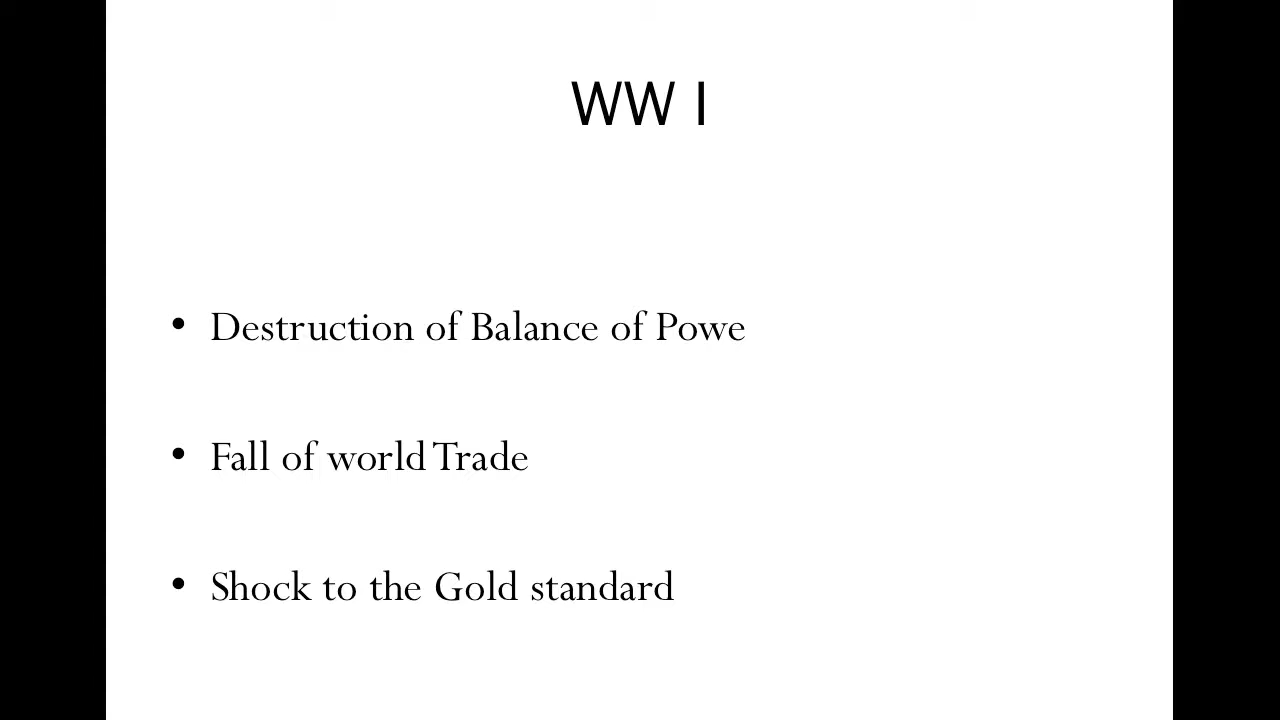 WW I
• Destruction of Balance of Powe
• Fall of world Trade
• Shock to the Gold standard